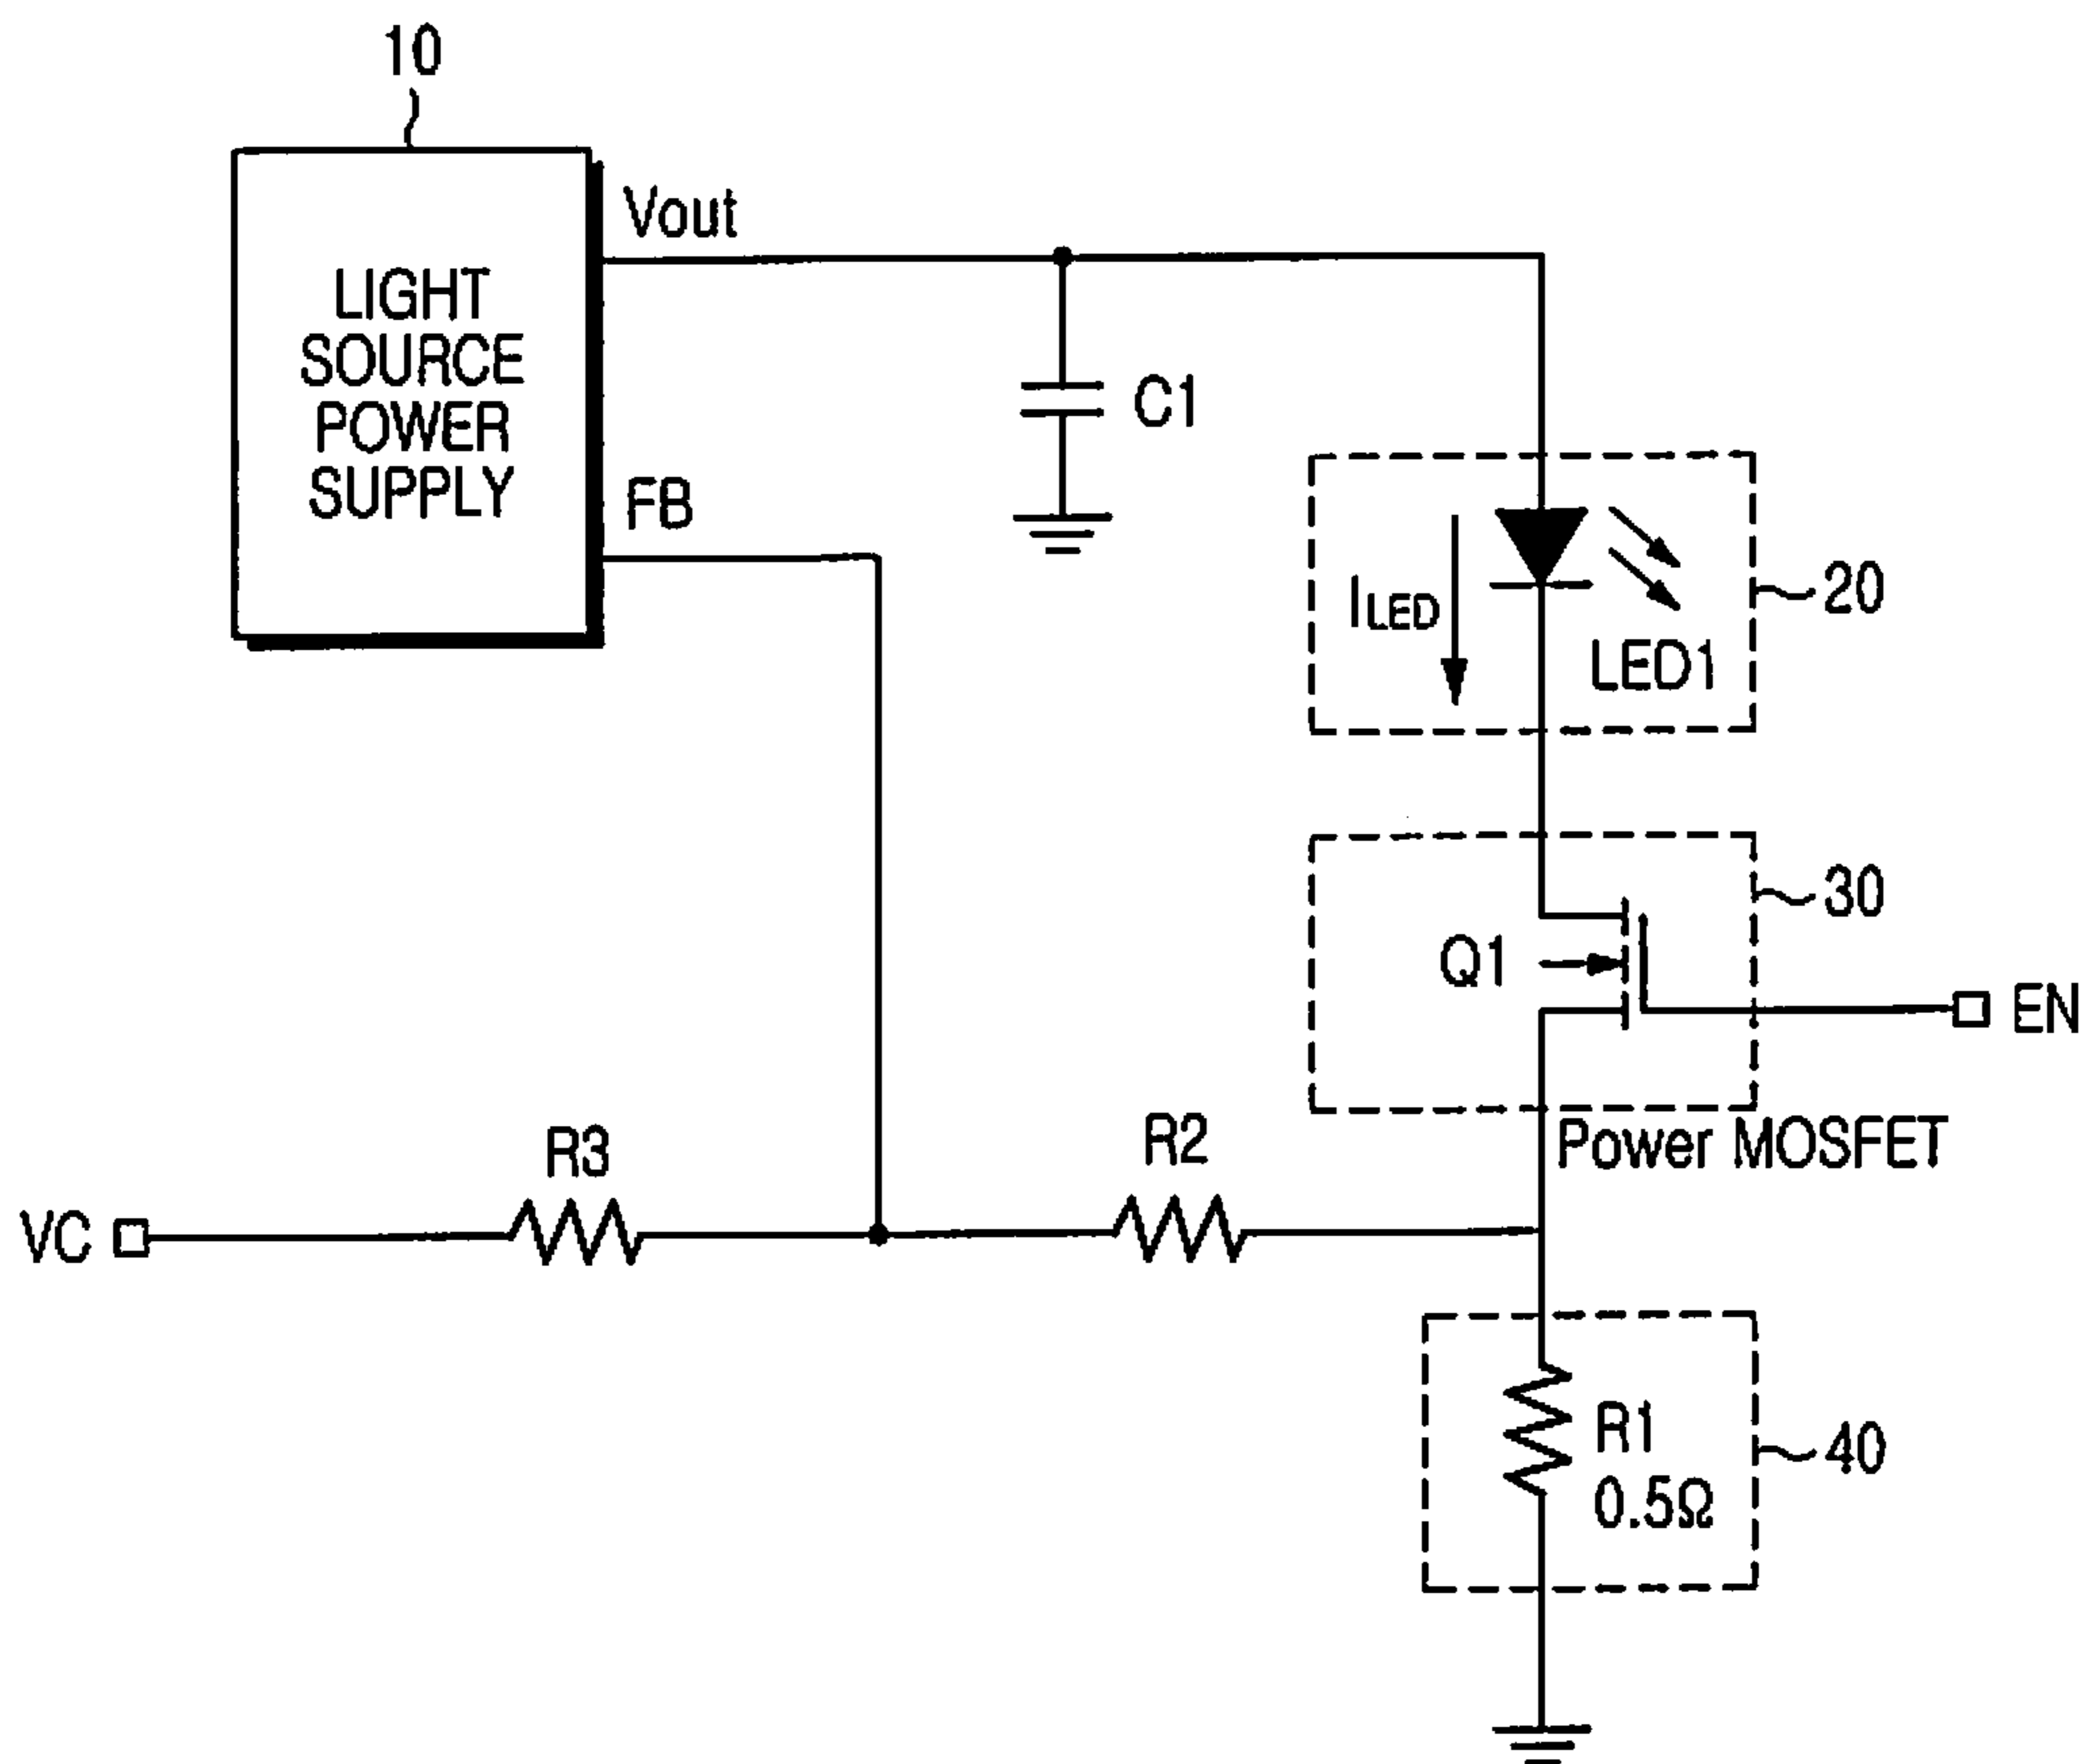 10
Vout
LIGHT
SOURCE
POWER
SUPPLY
FB
C1
ILED
LED1
20
30
Q1
EN
Power MOSFET
R3
R2
VC
R1
0.5Ω
40